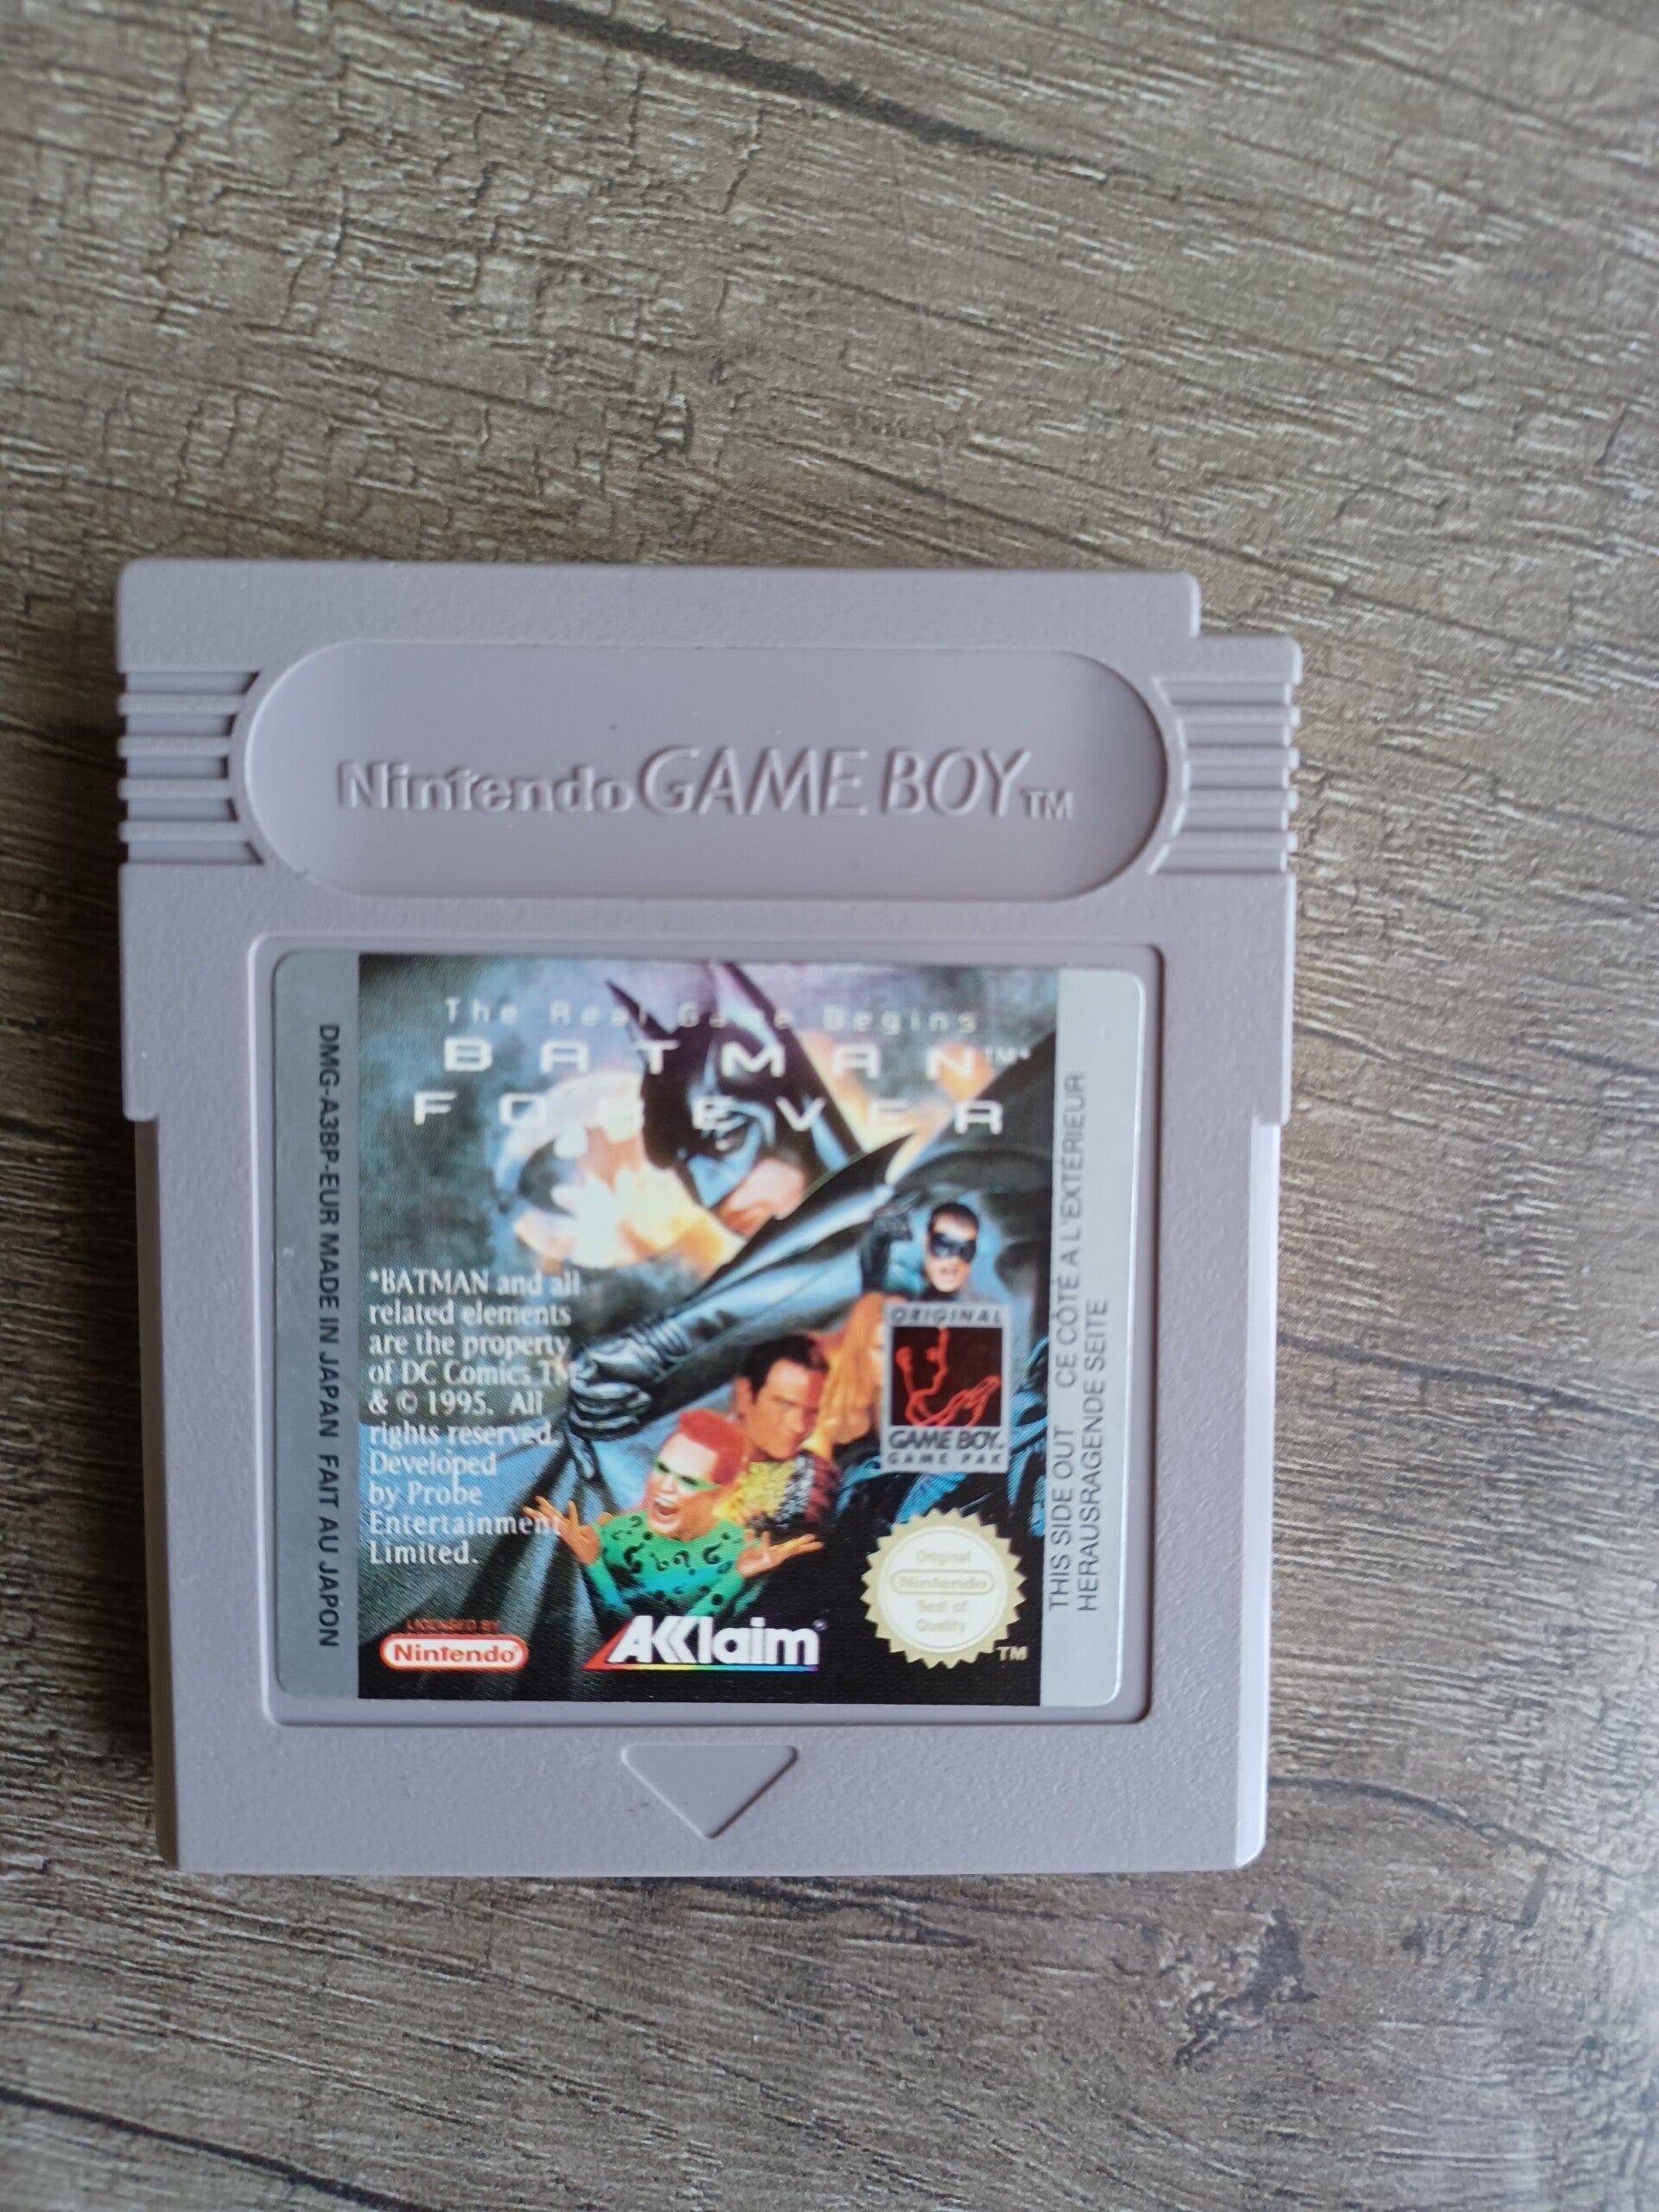 Nintendo GAME BOY TM
The Real Game Begins
BATMAN TM*
FOREVER
*BATMAN and all
related elements
are the property
of DC Comics TM
& © 1995. All
rights reserved.
Developed
by Probe
Entertainment
Limited.
LICENSED BY
Nintendo®
AKKlaim®
ORIGINAL
GAME BOY
GAME PAK
Original
Nintendo
Seal of
Quality
TM
DMG-A3BP-EUR MADE IN JAPAN FAIT AU JAPON
THIS SIDE OUT CE CÔTÉ A L'EXTÉRIEUR
HERAUSRAGENDE SEITE